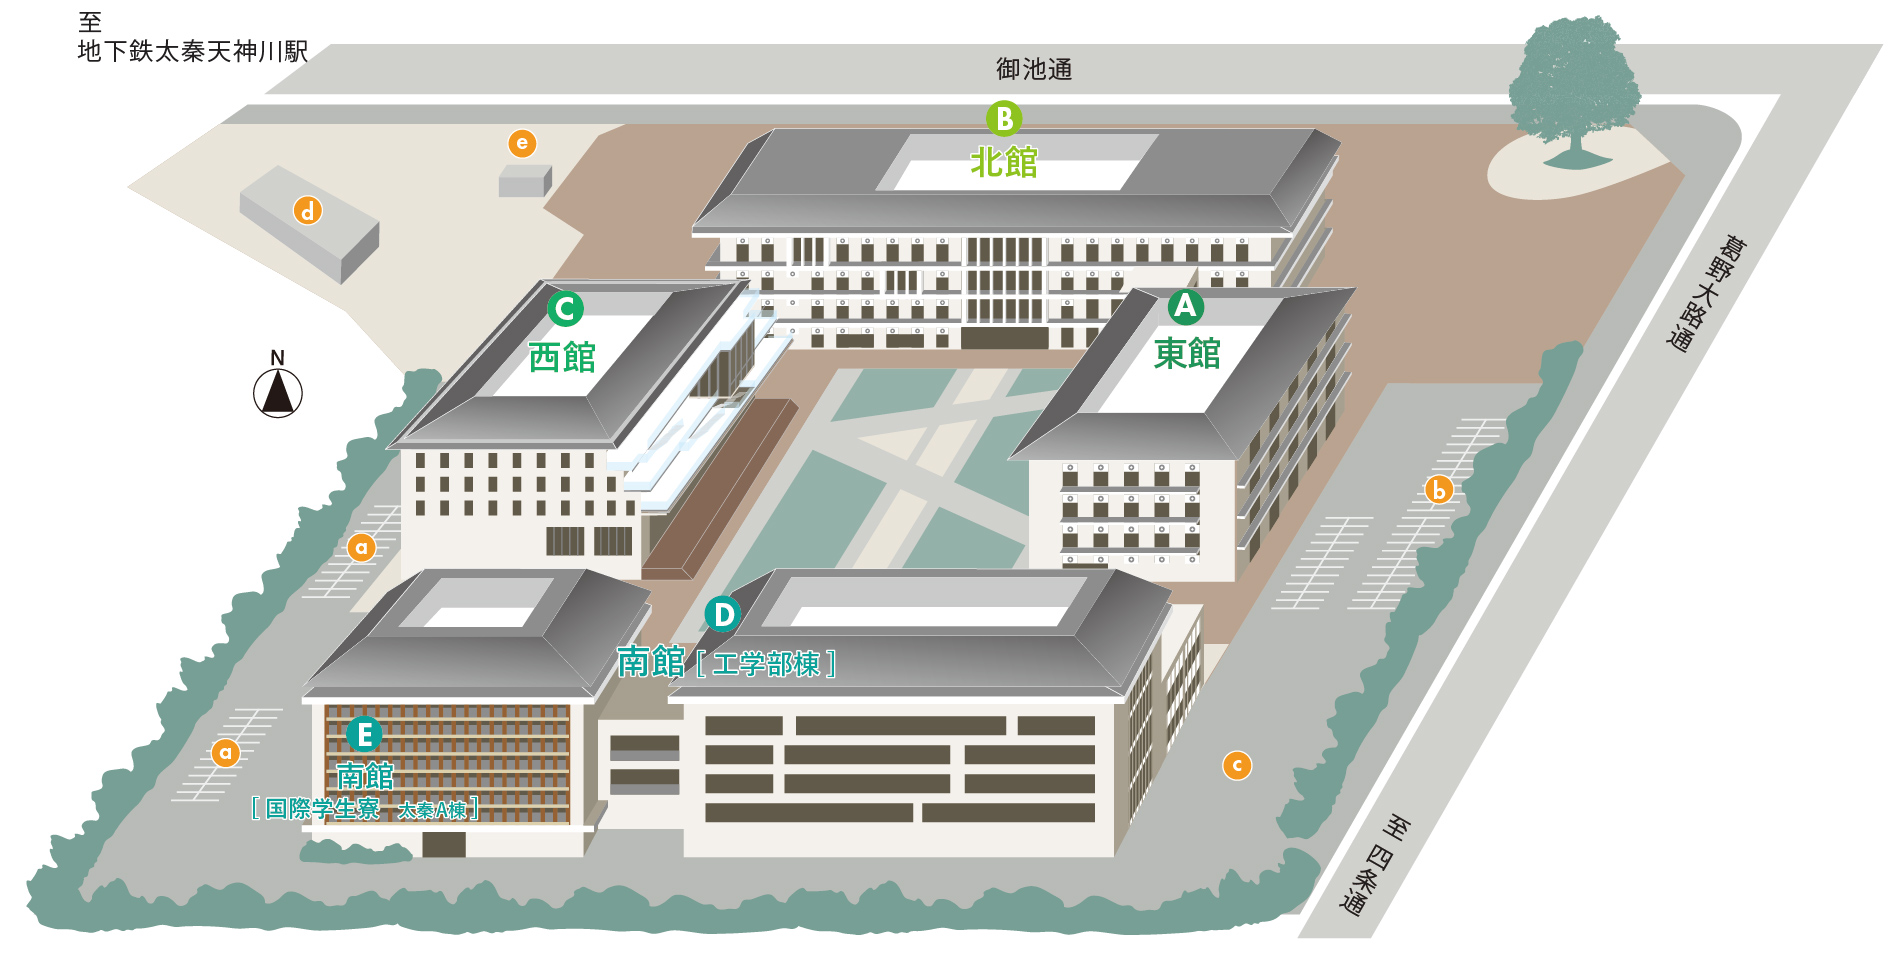 至
地下鉄太秦天神川駅
御池通
B
北館
e
d
葛野大路通
C
西館
A
東館
N
b
a
D
南館 [ 工学部棟 ]
E
南館
[ 国際学生寮 太秦A棟 ]
a
c
至 四条通